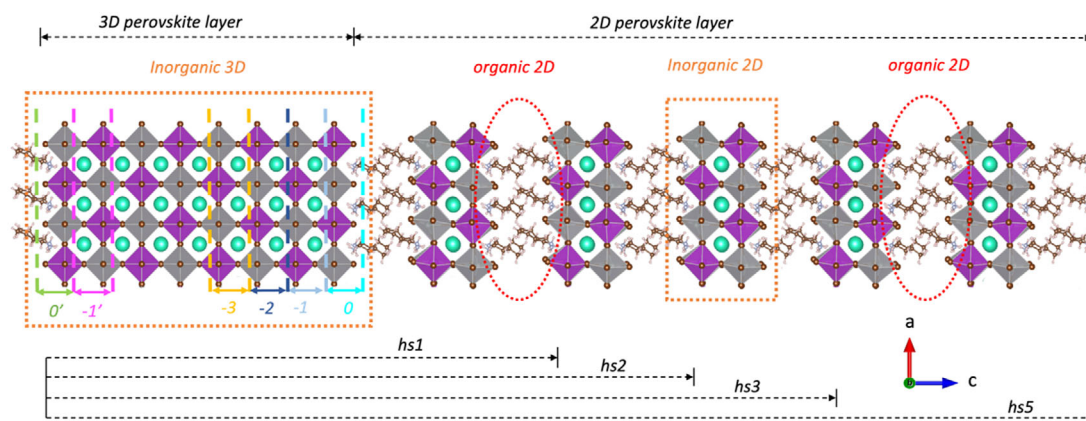 3D perovskite layer
2D perovskite layer
Inorganic 3D
organic 2D
Inorganic 2D
organic 2D
0'
-1'
-3
-2
-1
0
a
c
hs1
hs2
hs3
hs5